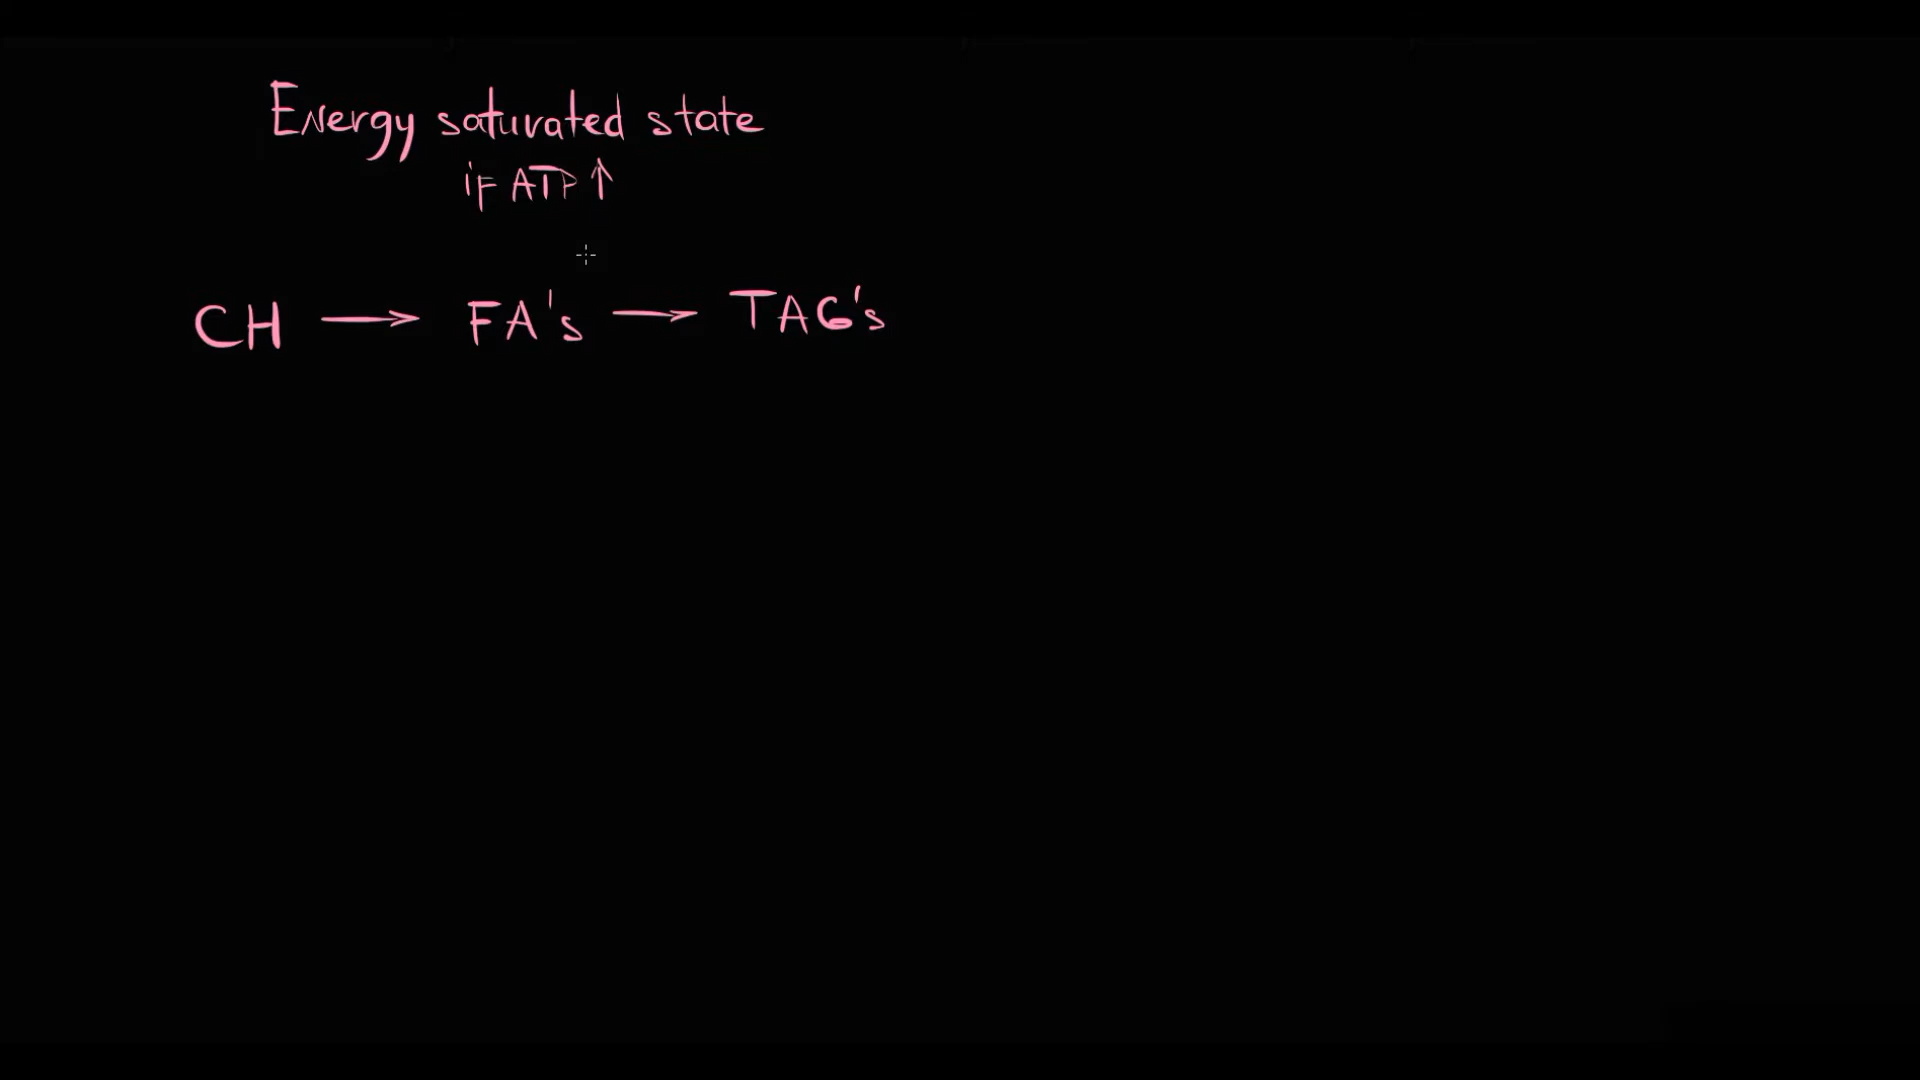 Energy saturated state
if ATP ↑
CH → FA's → TAG's